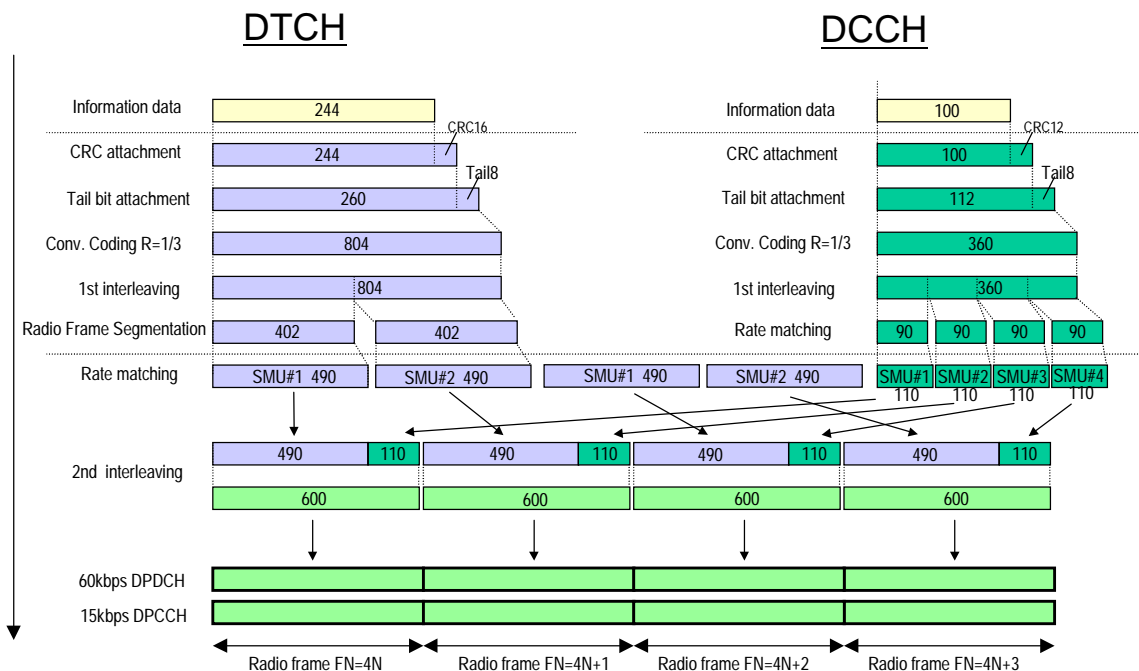 DTCH
DCCH
Information data
244
Information data
100
CRC16
CRC12
CRC attachment
244
CRC attachment
100
Tail8
Tail8
Tail bit attachment
260
Tail bit attachment
112
Conv. Coding R=1/3
804
Conv. Coding R=1/3
360
1st interleaving
804
1st interleaving
360
Radio Frame Segmentation
402
402
Rate matching
90
90
90
90
Rate matching
SMU#1 490
SMU#2 490
SMU#1 490
SMU#2 490
SMU#1
SMU#2
SMU#3
SMU#4
110
110
110
110
2nd interleaving
490
110
490
110
490
110
490
110
600
600
600
600
60kbps DPDCH
15kbps DPCCH
Radio frame FN=4N
Radio frame FN=4N+1
Radio frame FN=4N+2
Radio frame FN=4N+3